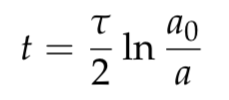 t = τ/2 ln a₀/a